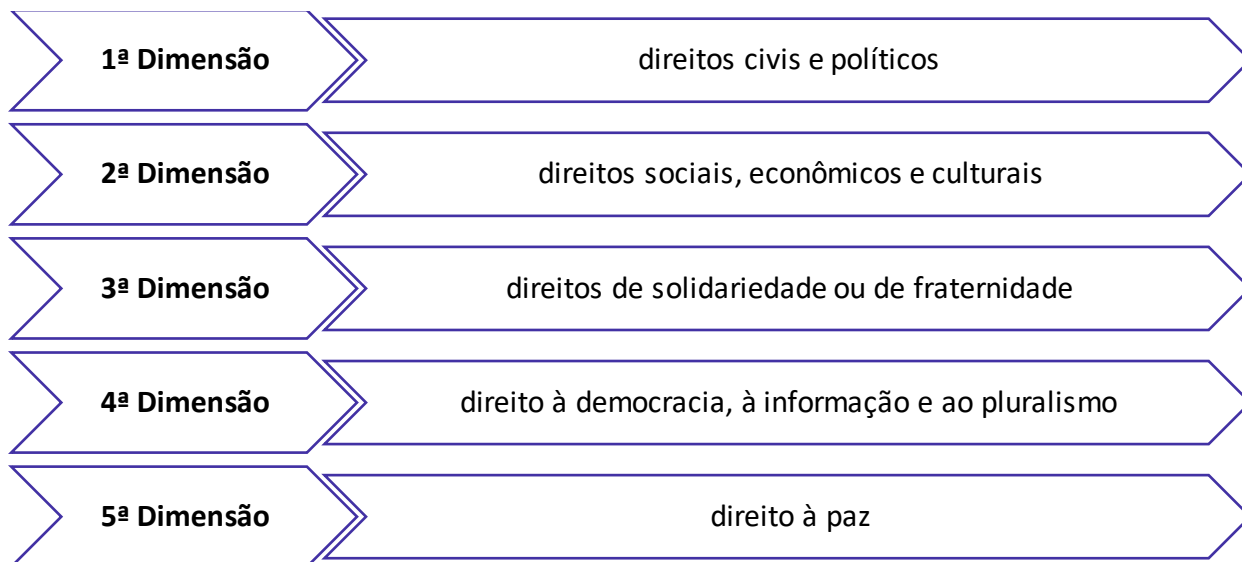 1ª Dimensão
direitos civis e políticos
2ª Dimensão
direitos sociais, econômicos e culturais
3ª Dimensão
direitos de solidariedade ou de fraternidade
4ª Dimensão
direito à democracia, à informação e ao pluralismo
5ª Dimensão
direito à paz